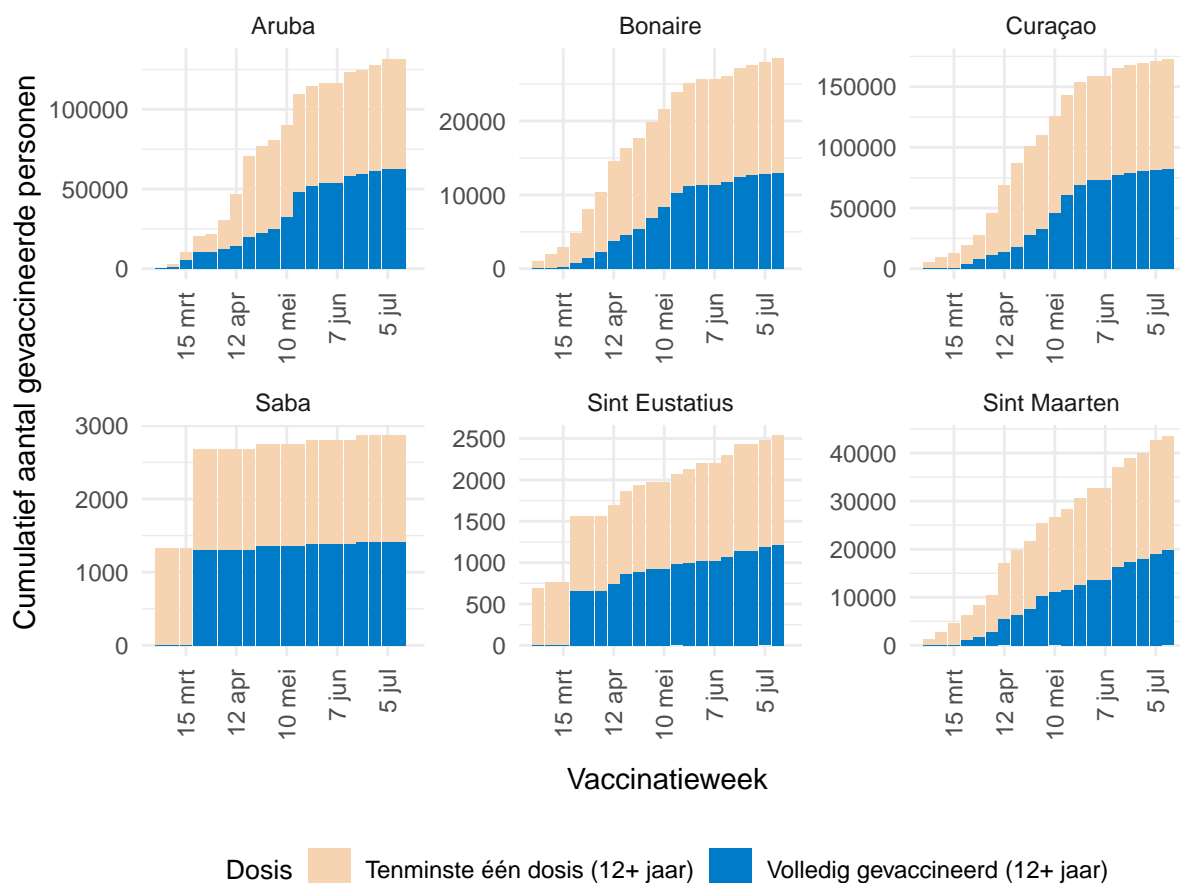 Cumulatief aantal gevaccineerde personen
Aruba
100000
50000
0
15 mrt
12 apr
10 mei
7 jun
5 jul
Bonaire
20000
10000
0
15 mrt
12 apr
10 mei
7 jun
5 jul
Curaçao
150000
100000
50000
0
15 mrt
12 apr
10 mei
7 jun
5 jul
Saba
3000
2000
1000
0
15 mrt
12 apr
10 mei
7 jun
5 jul
Sint Eustatius
2500
2000
1500
1000
500
0
15 mrt
12 apr
10 mei
7 jun
5 jul
Sint Maarten
40000
30000
20000
10000
0
15 mrt
12 apr
10 mei
7 jun
5 jul
Vaccinatieweek
Dosis Tenminste één dosis (12+ jaar) Volledig gevaccineerd (12+ jaar)